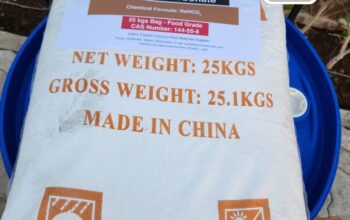 Chemical Formula: NaHCO₃
25 kgs Bag - Food Grade
CAS Number: 144-55-8
NET WEIGHT: 25KGS
GROSS WEIGHT: 25.1KGS
MADE IN CHINA